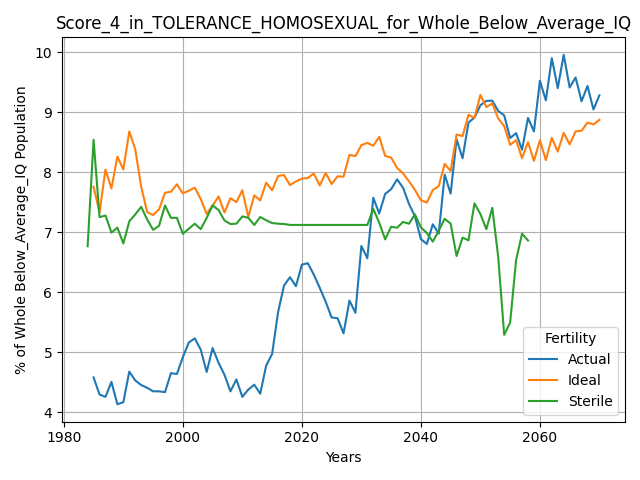 Score_4_in_TOLERANCE_HOMOSEXUAL_for_Whole_Below_Average_IQ
% of Whole Below_Average_IQ Population
10
9
8
7
6
5
4
1980 2000 2020 2040 2060
Years
Fertility
Actual
Ideal
Sterile